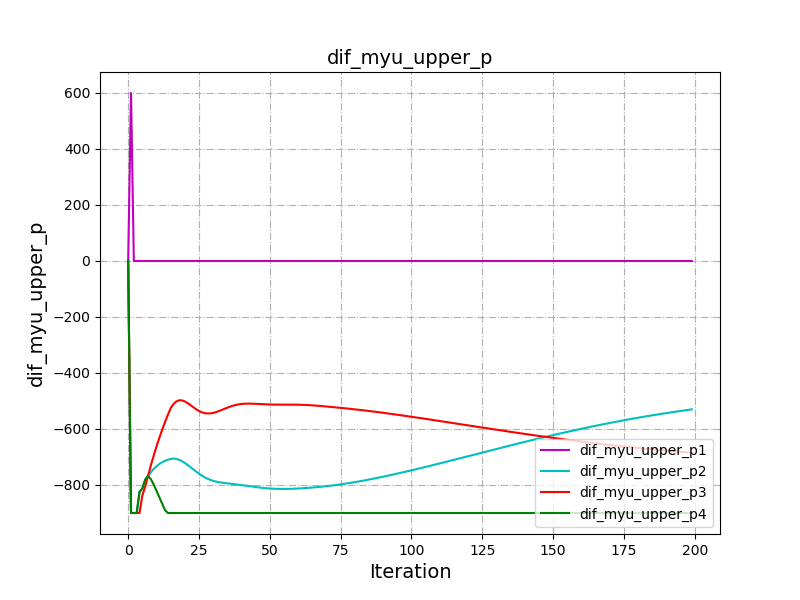 dif_myu_upper_p
dif_myu_upper_p
600
400
200
0
−200
−400
−600
−800
0 25 50 75 100 125 150 175 200
Iteration
dif_myu_upper_p1
dif_myu_upper_p2
dif_myu_upper_p3
dif_myu_upper_p4